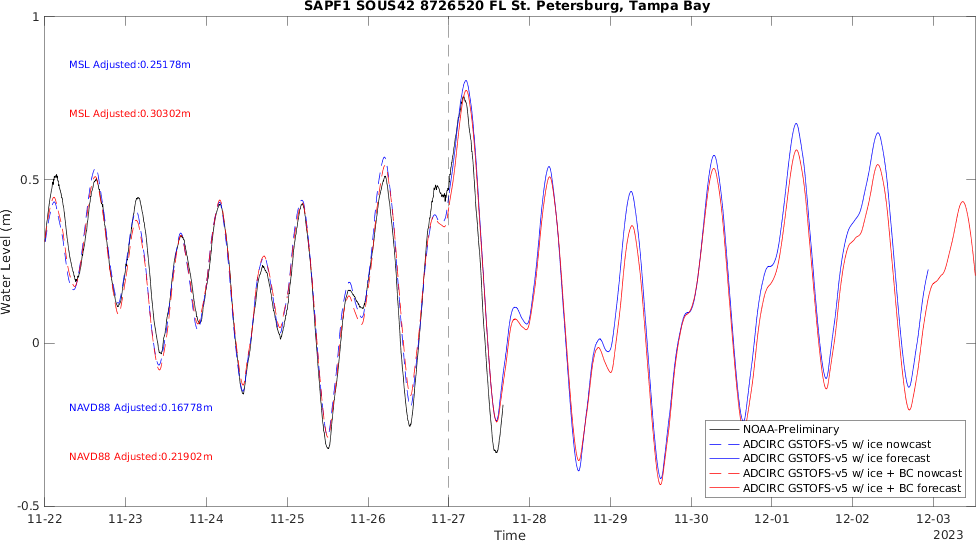 SAPF1 SOUS42 8726520 FL St. Petersburg, Tampa Bay
1
MSL Adjusted:0.25178m
MSL Adjusted:0.30302m
0.5
Water Level (m)
0
NAVD88 Adjusted:0.16778m
NAVD88 Adjusted:0.21902m
NOAA-Preliminary
ADCIRC GSTOFS-v5 w/ ice nowcast
ADCIRC GSTOFS-v5 w/ ice forecast
ADCIRC GSTOFS-v5 w/ ice + BC nowcast
ADCIRC GSTOFS-v5 w/ ice + BC forecast
-0.5
11-22 11-23 11-24 11-25 11-26 11-27 11-28 11-29 11-30 12-01 12-02 12-03
Time 2023